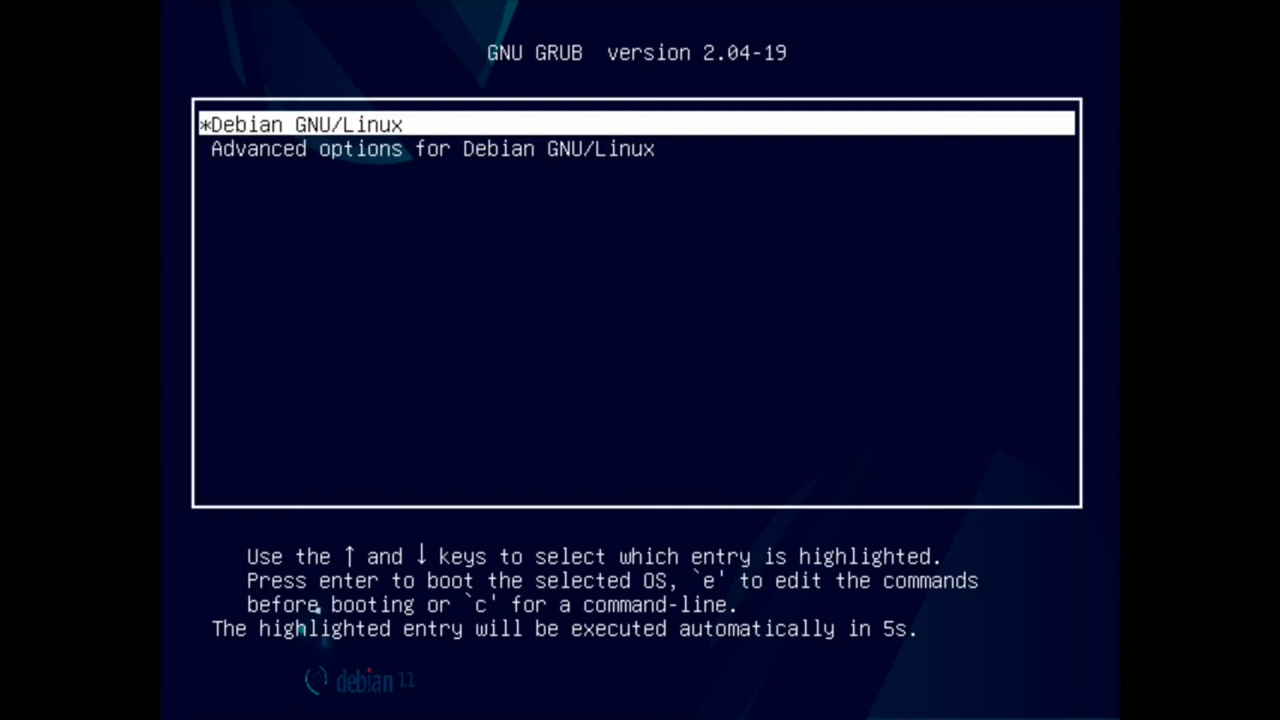 GNU GRUB  version 2.04-19
*Debian GNU/Linux
Advanced options for Debian GNU/Linux
Use the ↑ and ↓ keys to select which entry is highlighted.
Press enter to boot the selected OS, `e' to edit the commands
before booting or `c' for a command-line.
The highlighted entry will be executed automatically in 5s.
debian 11